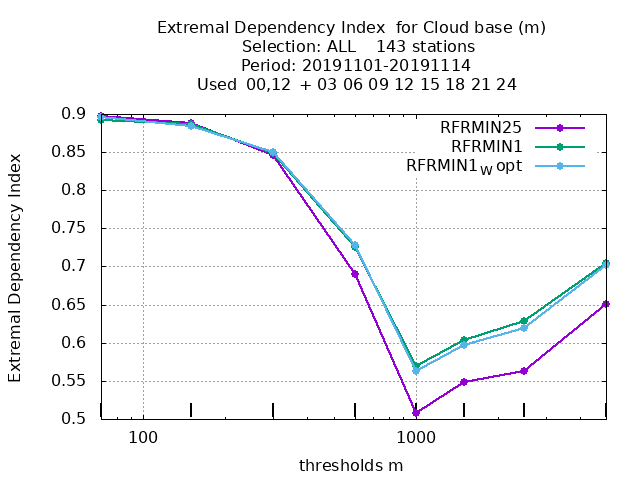 Extremal Dependency Index  for Cloud base (m)
Selection: ALL    143 stations
Period: 20191101-20191114
Used  00,12  + 03 06 09 12 15 18 21 24
RFRMIN25
RFRMIN1
RFRMIN1W opt
Extremal Dependency Index
0.9
0.85
0.8
0.75
0.7
0.65
0.6
0.55
0.5
100
1000
thresholds m